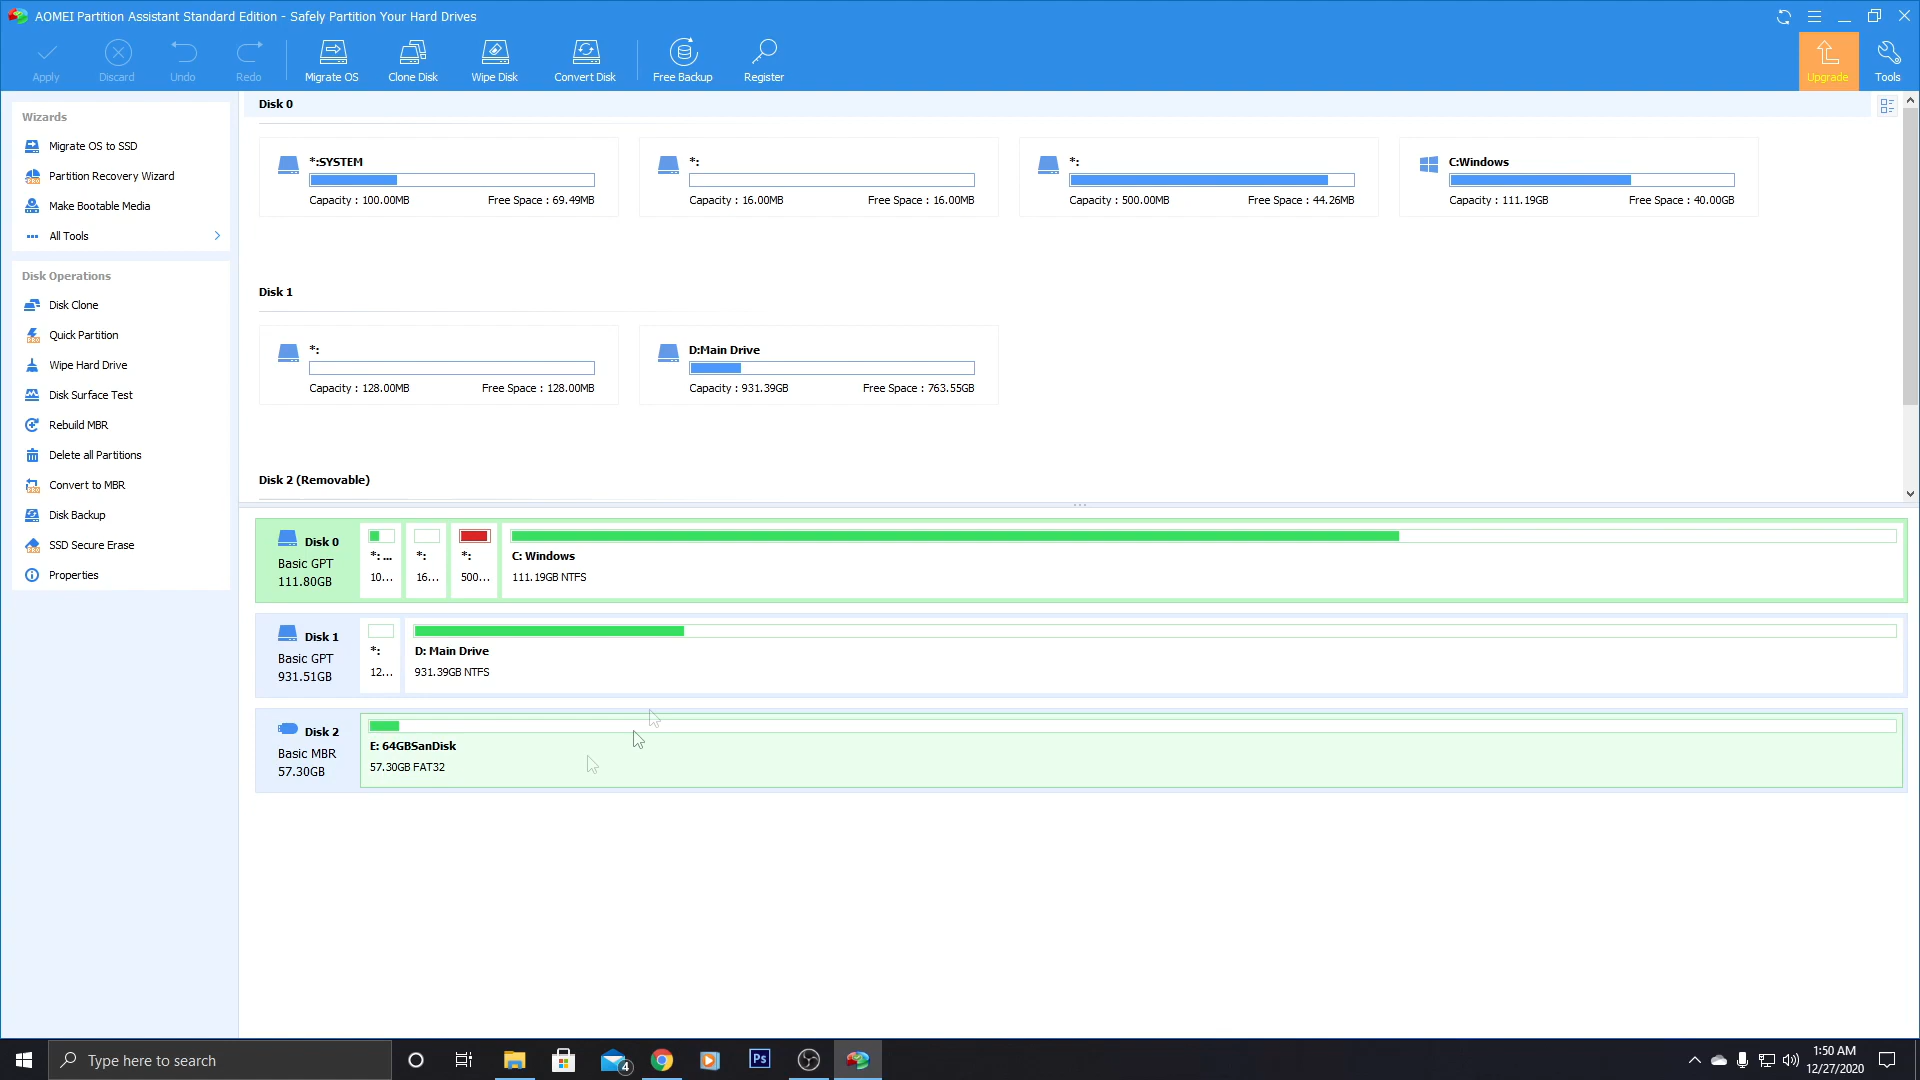 AOMEI Partition Assistant Standard Edition - Safely Partition Your Hard Drives
Apply Discard Undo Redo Migrate OS Clone Disk Wipe Disk Convert Disk Free Backup Register Upgrade Tools
Wizards
Migrate OS to SSD
Partition Recovery Wizard
Make Bootable Media
All Tools
Disk Operations
Disk Clone
Quick Partition
Wipe Hard Drive
Disk Surface Test
Rebuild MBR
Delete all Partitions
Convert to MBR
Disk Backup
SSD Secure Erase
Properties
Disk 0
*:SYSTEM
Capacity : 100.00MB Free Space : 69.49MB
*:
Capacity : 16.00MB Free Space : 16.00MB
*:
Capacity : 500.00MB Free Space : 44.26MB
C:Windows
Capacity : 111.19GB Free Space : 40.00GB
Disk 1
*:
Capacity : 128.00MB Free Space : 128.00MB
D:Main Drive
Capacity : 931.39GB Free Space : 763.55GB
Disk 2 (Removable)
Disk 0
Basic GPT
111.80GB
*: ...
10...
*:
16...
*:
500...
C: Windows
111.19GB NTFS
Disk 1
Basic GPT
931.51GB
*:
12...
D: Main Drive
931.39GB NTFS
Disk 2
Basic MBR
57.30GB
E: 64GBSanDisk
57.30GB FAT32
Type here to search
4
Ps
1:50 AM
12/27/2020